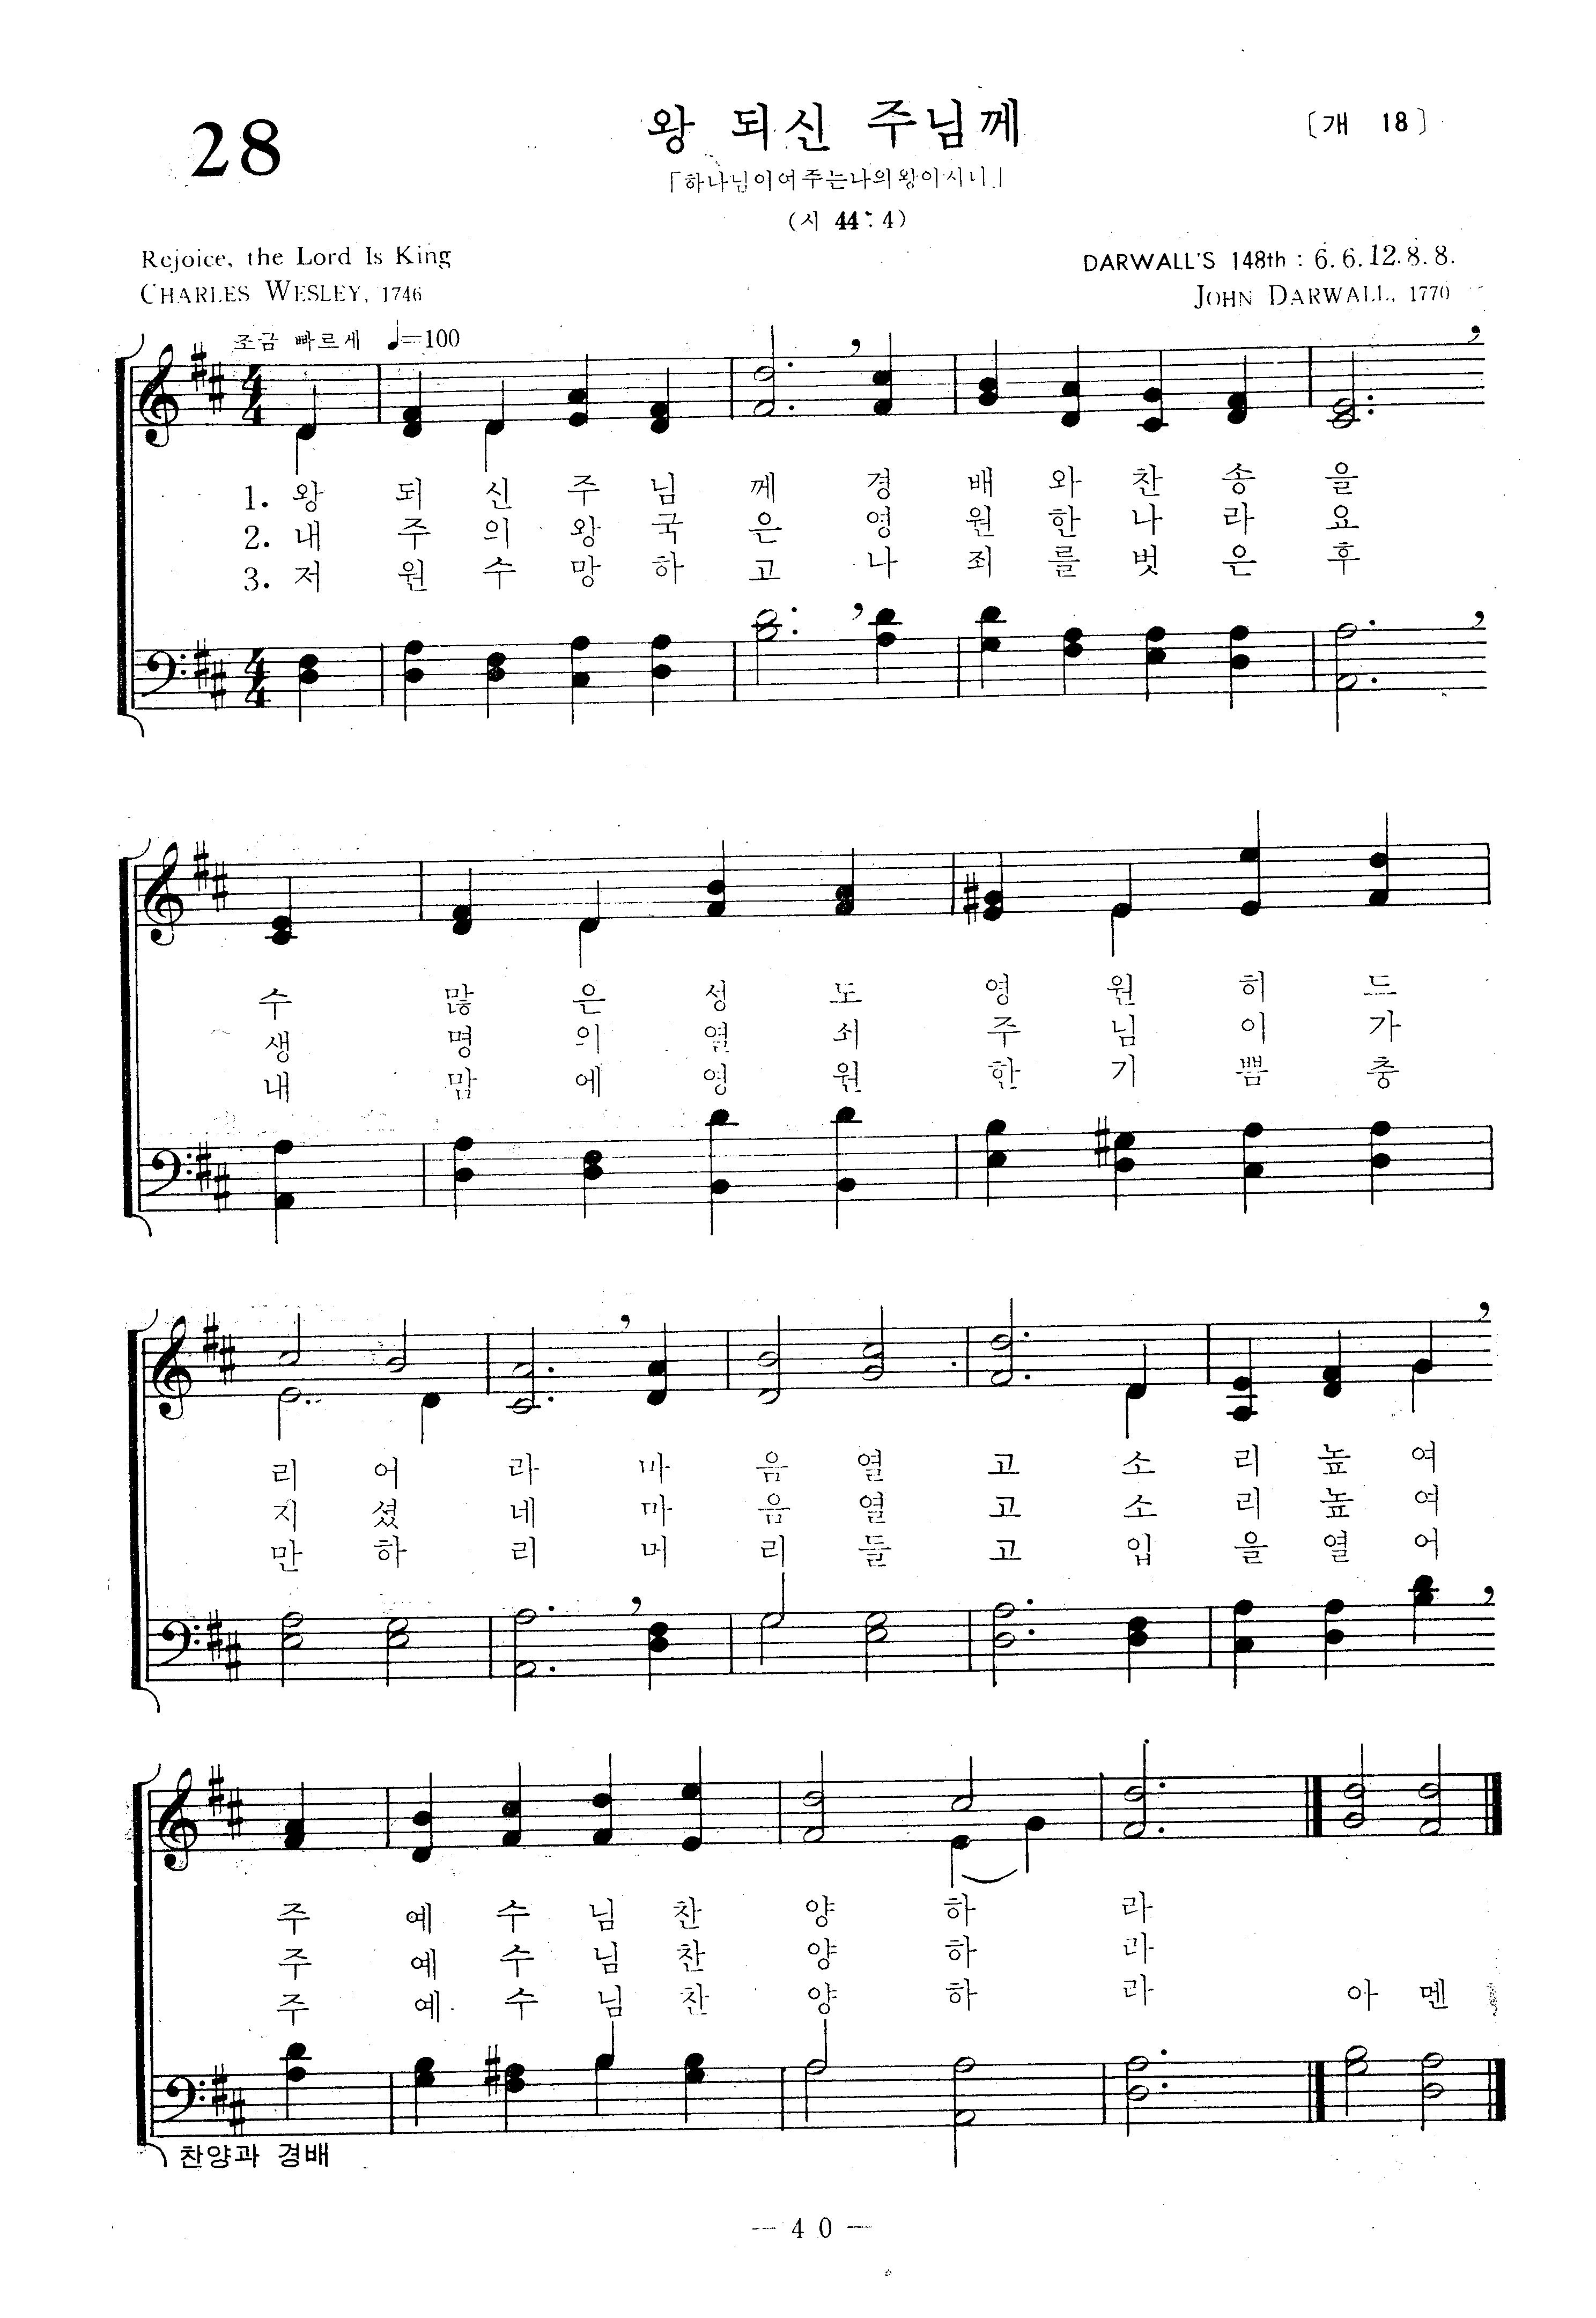 28
왕 되신 주님께
〔개 18〕
「하나님이여 주는 나의 왕이시니」
(시 44 : 4)
Rejoice, the Lord Is King
DARWALL'S 148th : 6. 6. 12. 8. 8.
CHARLES WESLEY, 1746
JOHN DARWALL, 1770
조금 빠르게 ♩=100
1. 왕 되 신 주 님 께 경 배 와 찬 송 을
2. 내 주 의 왕 국 은 영 원 한 나 라 요
3. 저 원 수 망 하 고 나 죄 를 벗 은 후
수 많 은 성 도 영 원 히 드
생 명 의 열 쇠 주 님 이 가
내 맘 에 영 원 한 기 쁨 충
리 어 라 마 음 열 고 소 리 높 여
지 셨 네 마 음 열 고 소 리 높 여
만 하 리 머 리 들 고 입 을 열 어
주 예 수 님 찬 양 하 라
주 예 수 님 찬 양 하 라
주 예 수 님 찬 양 하 라 아 멘
찬양과 경배
— 4 0 —